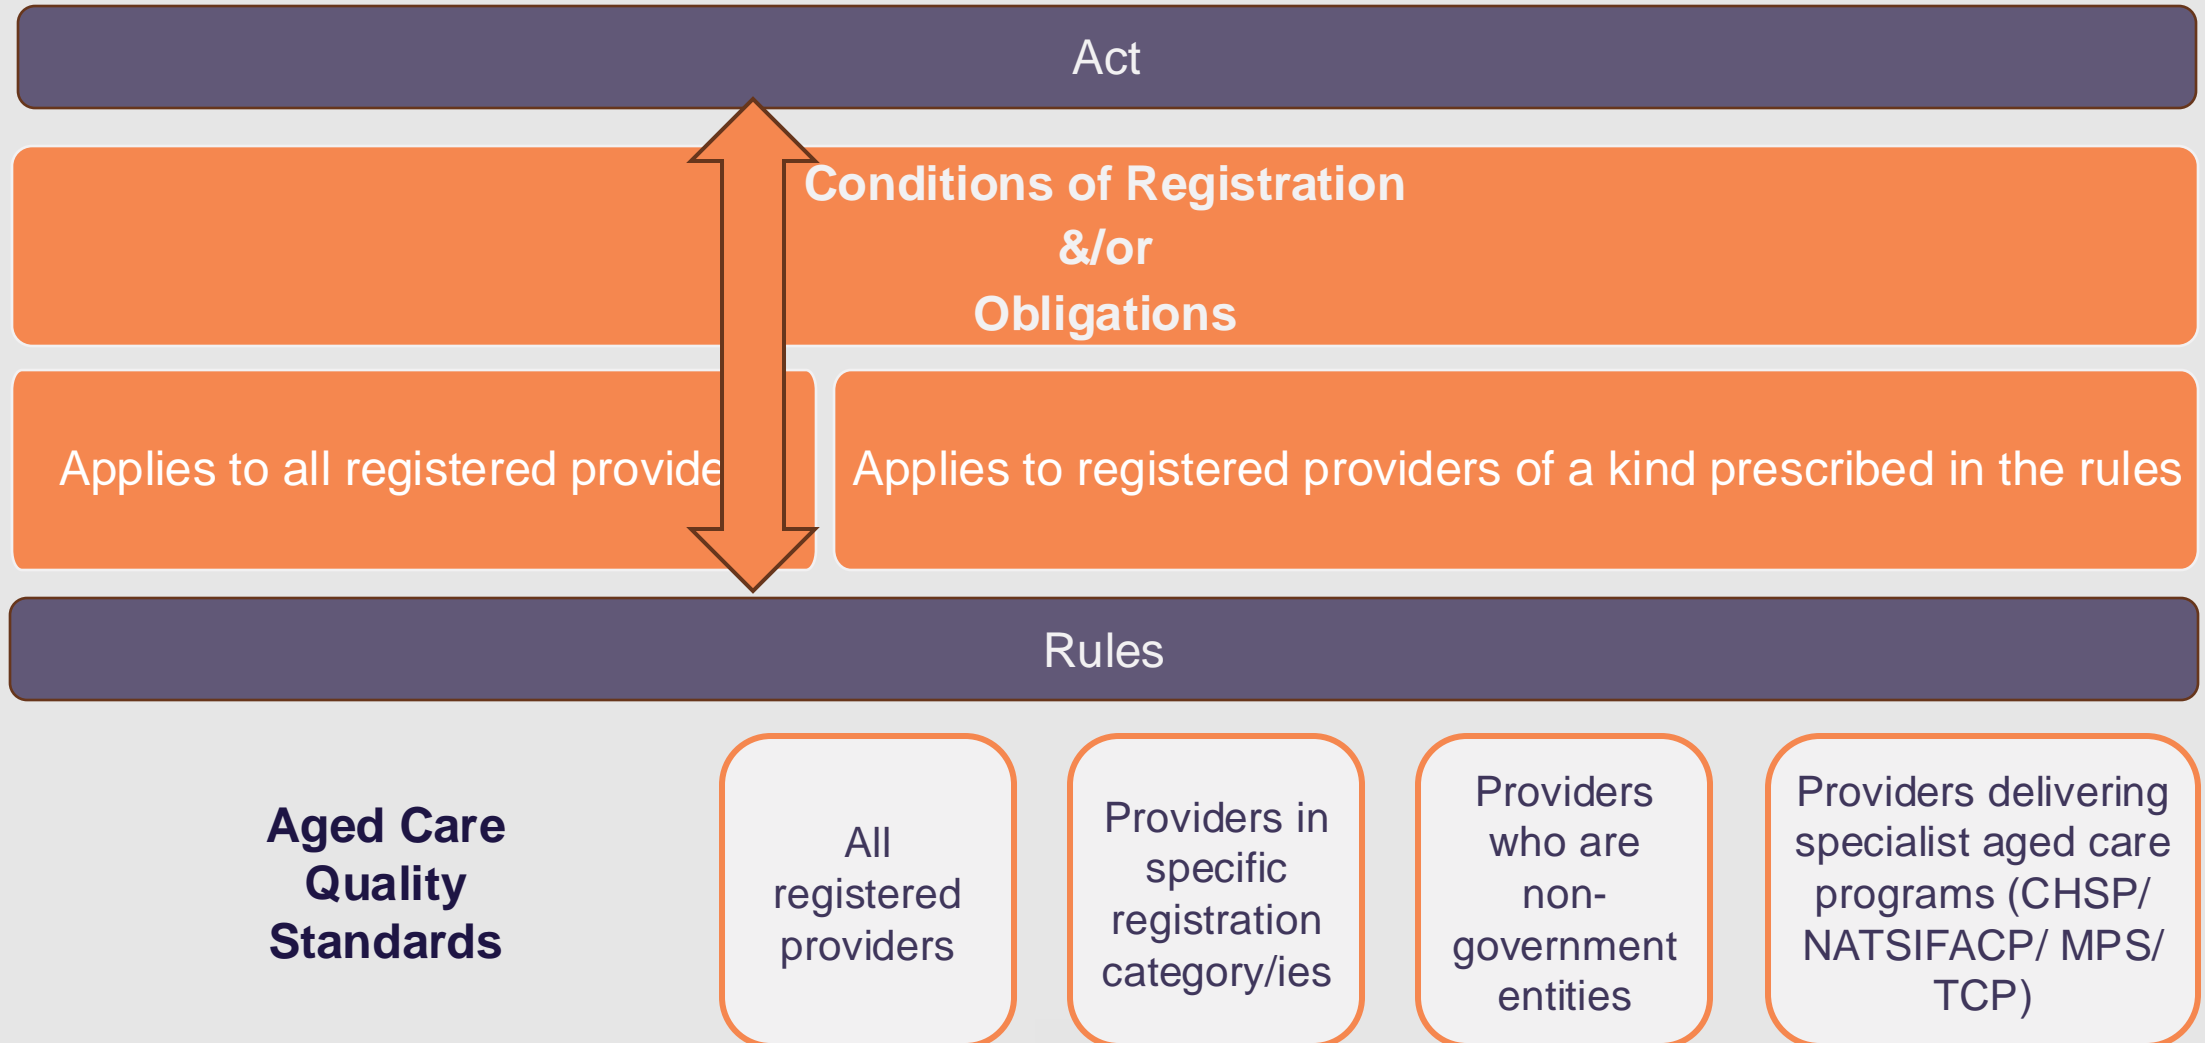 Act
Conditions of Registration
&/or
Obligations
Applies to all registered provide
Applies to registered providers of a kind prescribed in the rules
Rules
Aged Care
Quality
Standards
All
registered
providers
Providers in
specific
registration
category/ies
Providers
who are
non-
government
entities
Providers delivering
specialist aged care
programs (CHSP/
NATSIFACP/ MPS/
TCP)